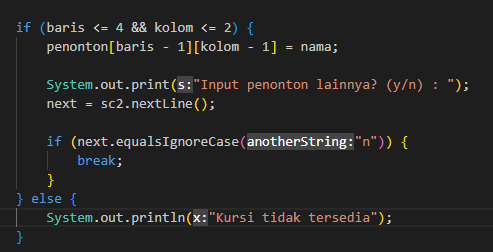 if (baris <= 4 && kolom <= 2) {
penonton[baris - 1][kolom - 1] = nama;
System.out.print(s:"Input penonton lainnya? (y/n) : ");
next = sc2.nextLine();
if (next.equalsIgnoreCase(anotherString:"n")) {
break;
}
} else {
System.out.println(x:"Kursi tidak tersedia");
}